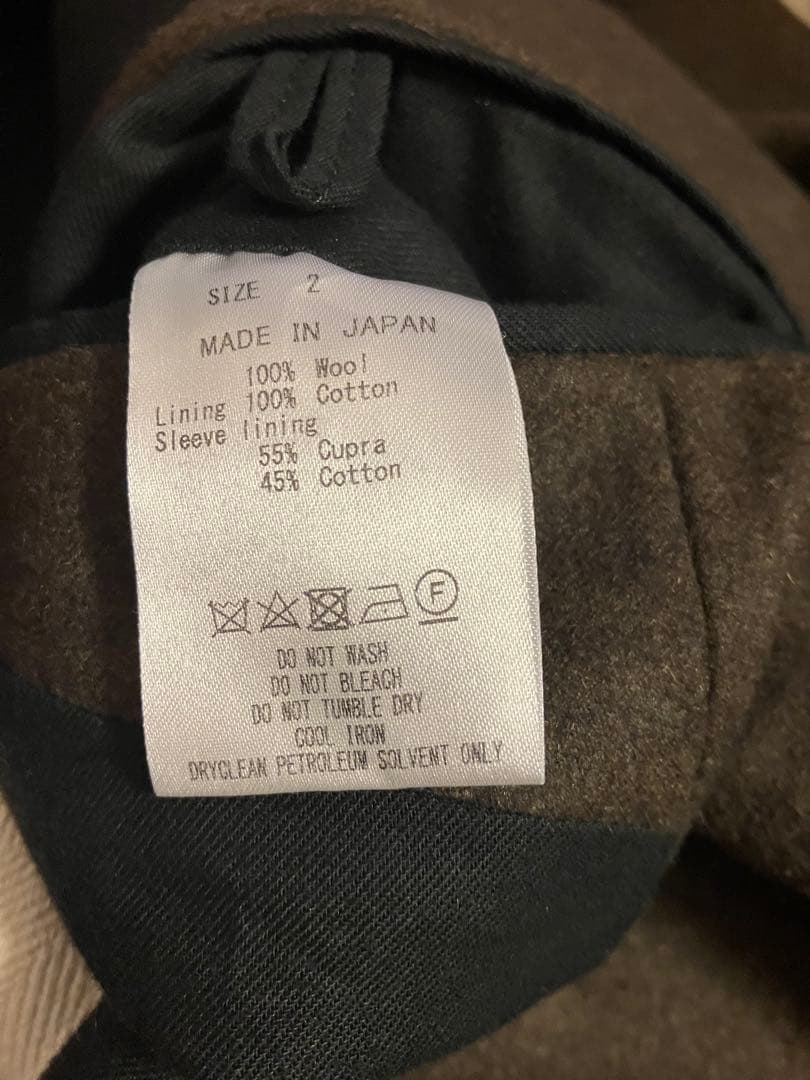 SIZE 2
MADE IN JAPAN
100% Wool
Lining 100% Cotton
Sleeve lining
55% Cupra
45% Cotton
F
DO NOT WASH
DO NOT BLEACH
DO NOT TUMBLE DRY
COOL IRON
DRYCLEAN PETROLEUM SOLVENT ONLY